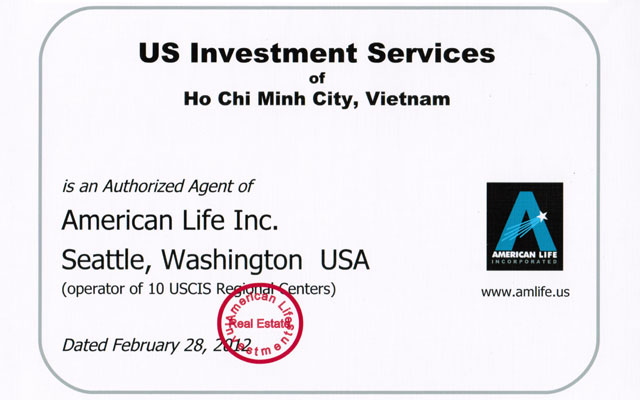 US Investment Services
of
Ho Chi Minh City, Vietnam
is an Authorized Agent of
American Life Inc.
Seattle, Washington USA
(operator of 10 USCIS Regional Centers)
AMERICAN LIFE
INCORPORATED
www.amlife.us
American Life
Real Estate
Investments
Dated February 28, 2012